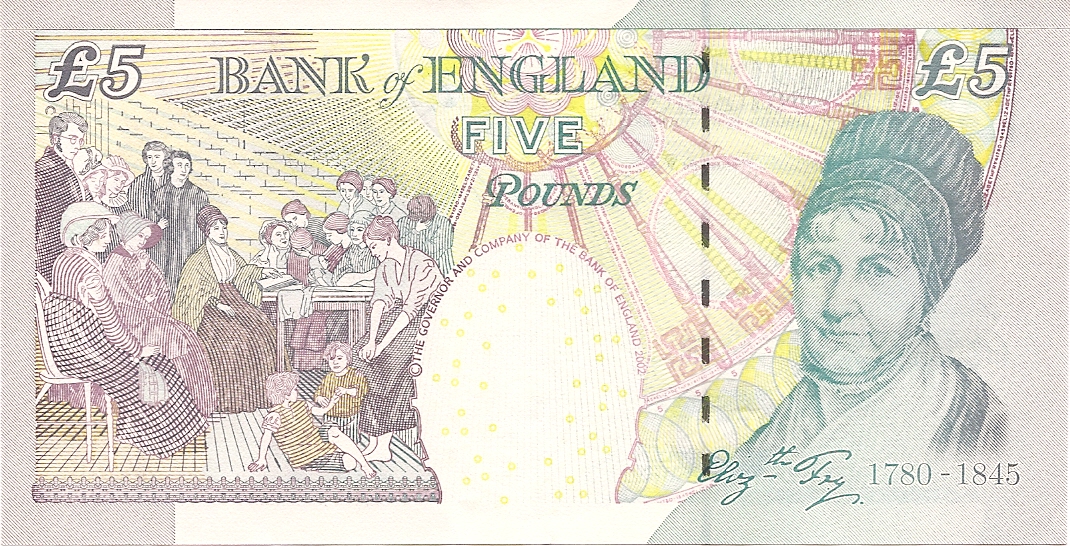 £5 BANK of ENGLAND £5
FIVE
POUNDS
© THE GOVERNOR AND COMPANY OF THE BANK OF ENGLAND 2002
Eliz^th Fry. 1780 - 1845